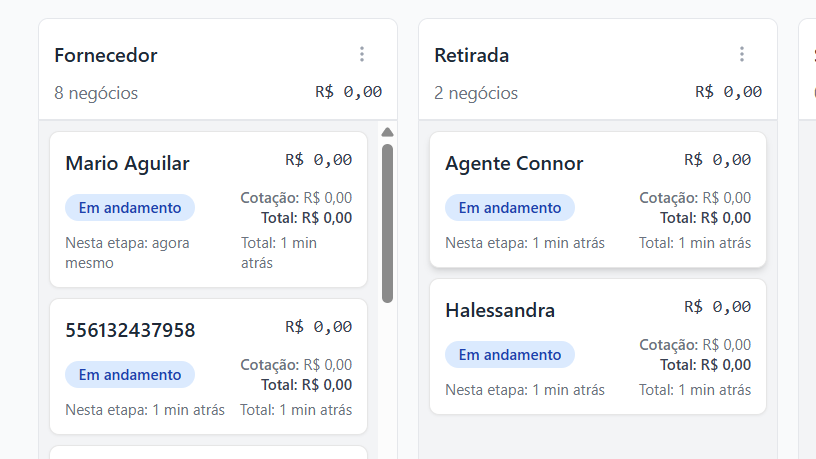 Fornecedor
8 negócios R$ 0,00
Mario Aguilar R$ 0,00
Em andamento
Cotação: R$ 0,00
Total: R$ 0,00
Nesta etapa: agora mesmo
Total: 1 min atrás
556132437958 R$ 0,00
Em andamento
Cotação: R$ 0,00
Total: R$ 0,00
Nesta etapa: 1 min atrás Total: 1 min atrás
Retirada
2 negócios R$ 0,00
Agente Connor R$ 0,00
Em andamento
Cotação: R$ 0,00
Total: R$ 0,00
Nesta etapa: 1 min atrás Total: 1 min atrás
Halessandra R$ 0,00
Em andamento
Cotação: R$ 0,00
Total: R$ 0,00
Nesta etapa: 1 min atrás Total: 1 min atrás